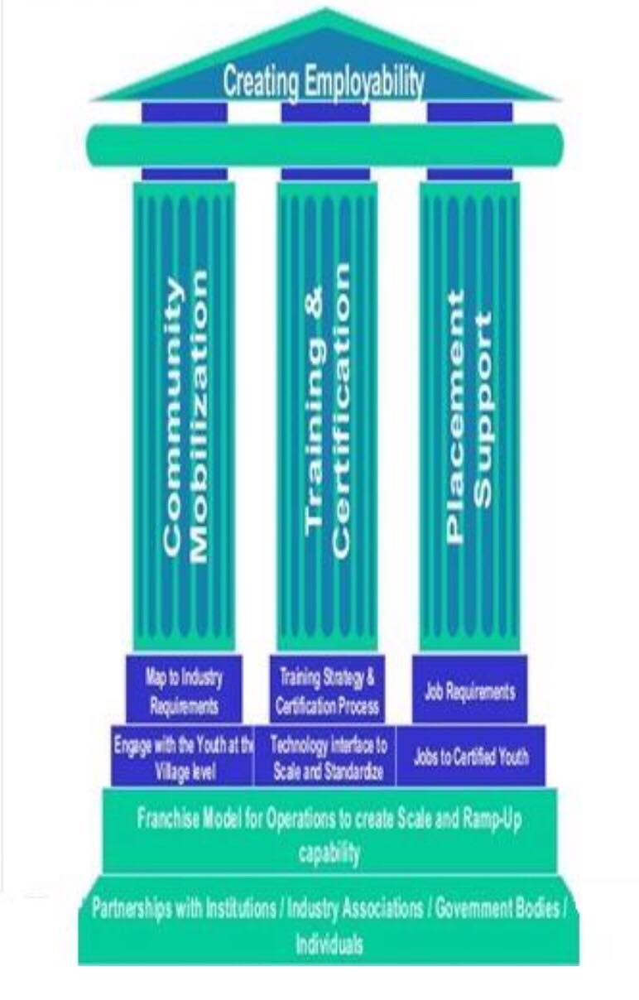 Creating Employability
Community
Mobilization
Training &
Certification
Placement
Support
Map to Industry
Requirements
Training Strategy &
Certification Process
Job Requirements
Engage with the Youth at the
Village level
Technology interface to
Scale and Standardize
Jobs to Certified Youth
Franchise Model for Operations to create Scale and Ramp-Up
capability
Partnerships with Institutions / Industry Associations / Government Bodies /
Individuals